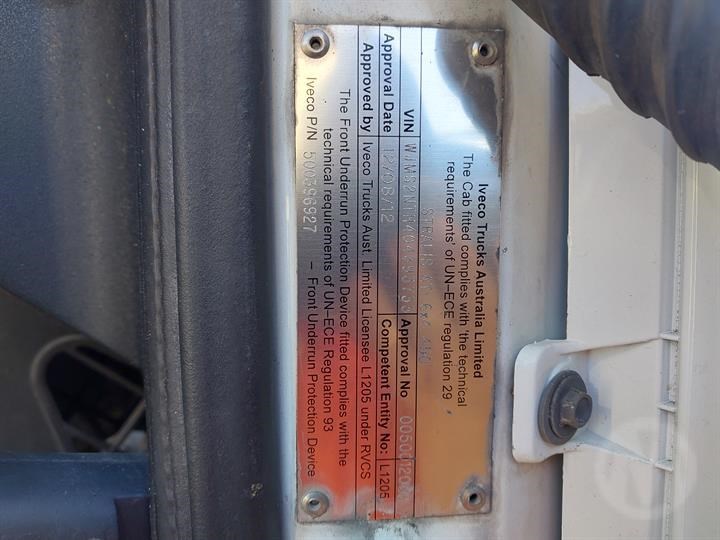 Iveco Trucks Australia Limited
The Cab fitted complies with 'the technical
requirements' of UN-ECE regulation 29
STRALIS
VIN Approval No
Approval Date 12/08/12 Competent Entity No: L1205
Approved by Iveco Trucks Aust. Limited Licensee L1205 under RVCS
The Front Underrun Protection Device fitted complies with the
technical requirements of UN-ECE Regulation 93
Iveco P/N 500396927 – Front Underrun Protection Device